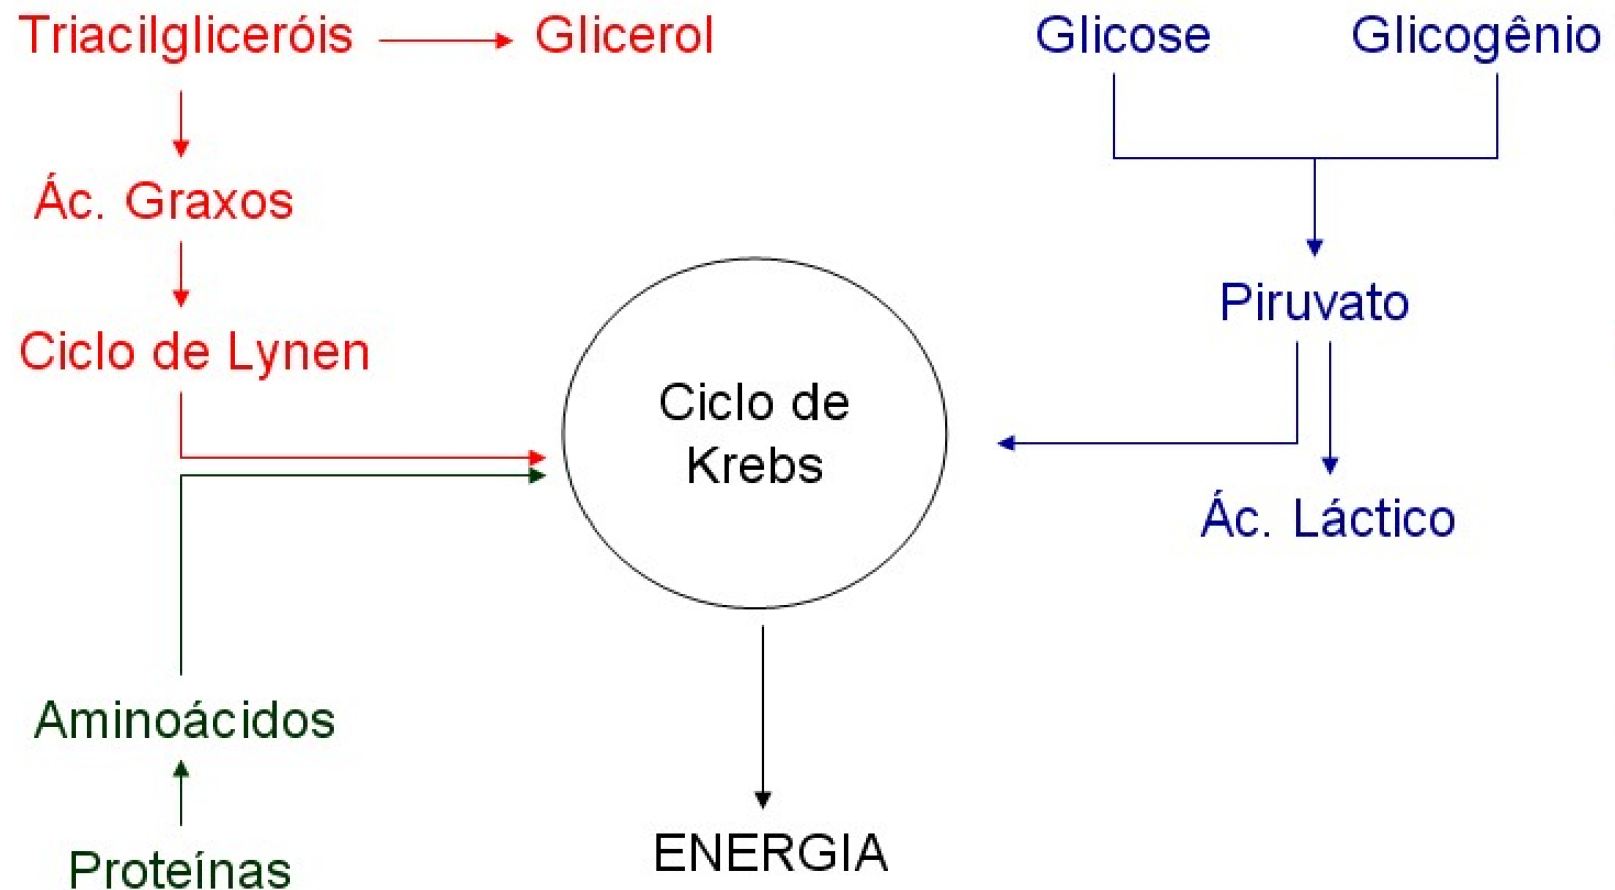 Triacilgliceróis
Glicerol
Glicose
Glicogênio
Ác. Graxos
Piruvato
Ciclo de Lynen
Ciclo de
Krebs
Ác. Láctico
Aminoácidos
ENERGIA
Proteínas